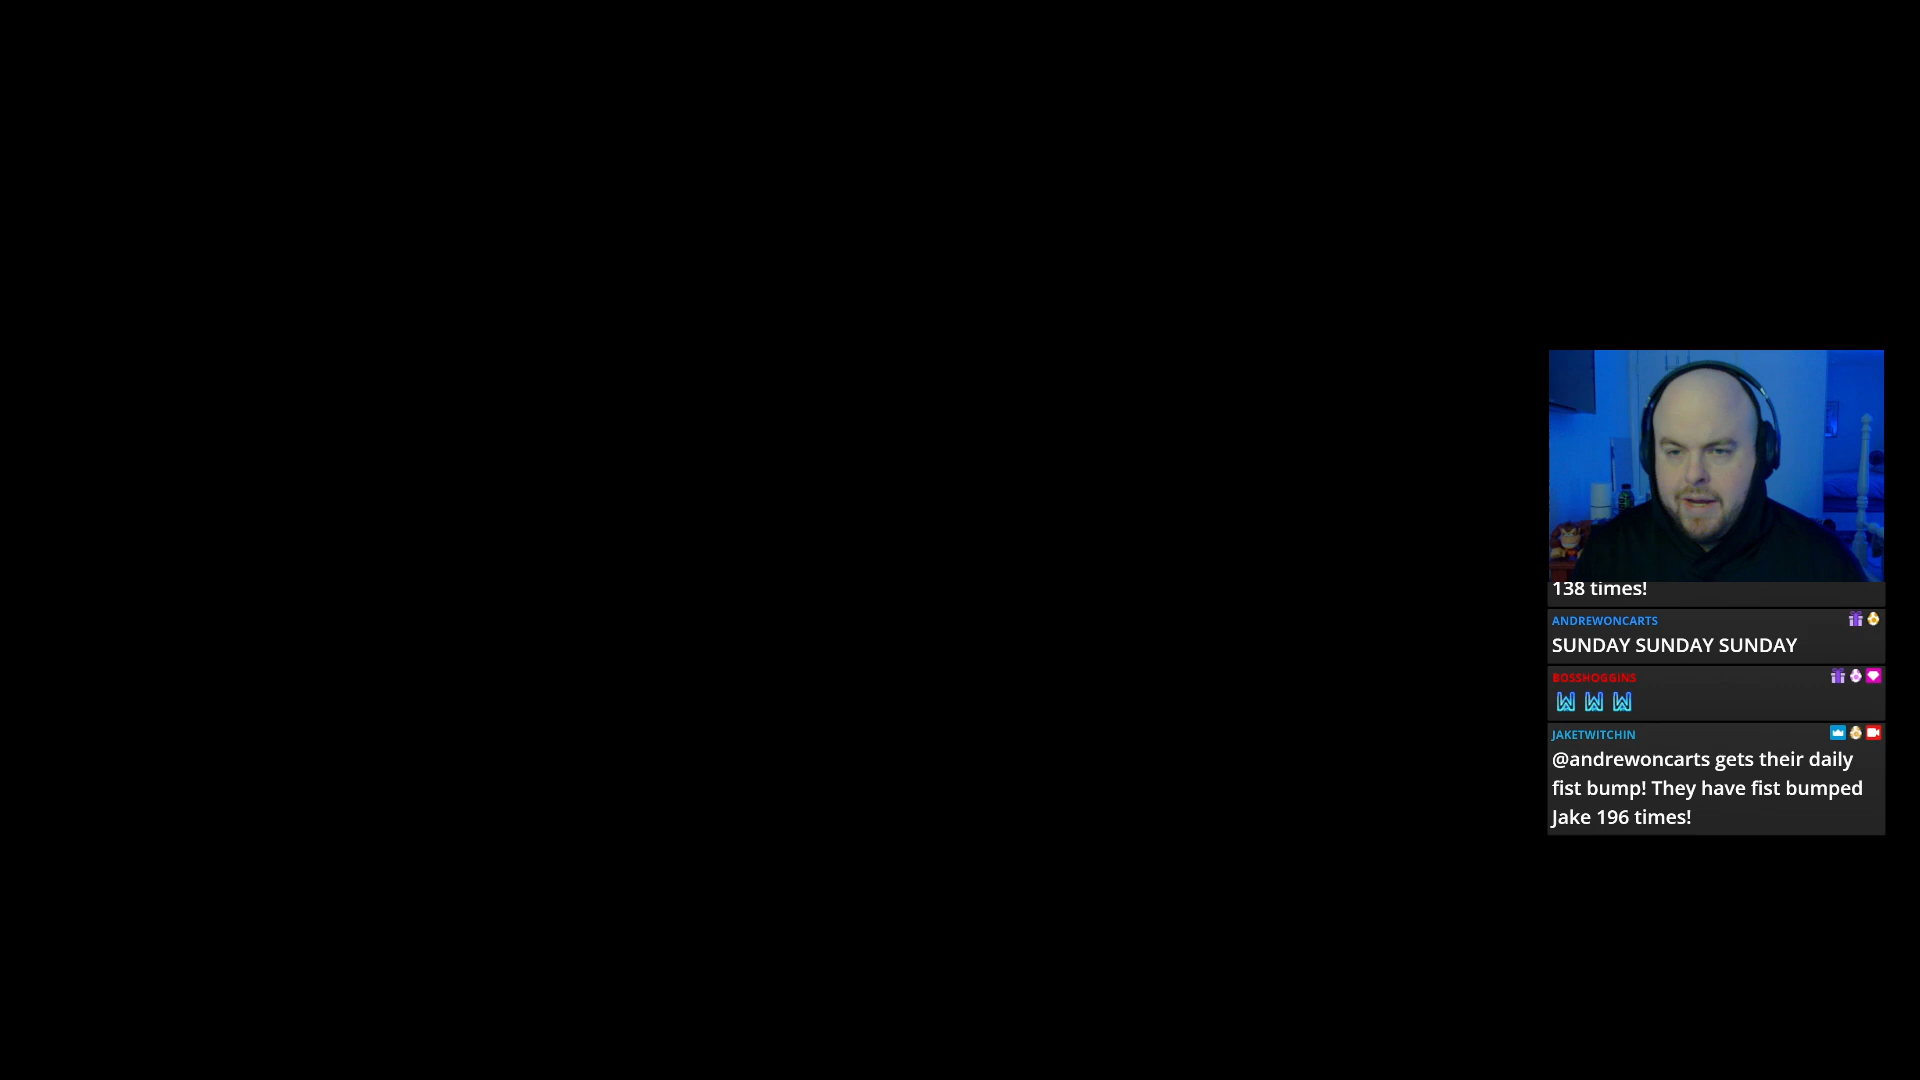 138 times!
ANDREWONCARTS
SUNDAY SUNDAY SUNDAY
BOSSHOGGINS
JAKETWITCHIN
@andrewoncarts gets their daily
fist bump! They have fist bumped
Jake 196 times!